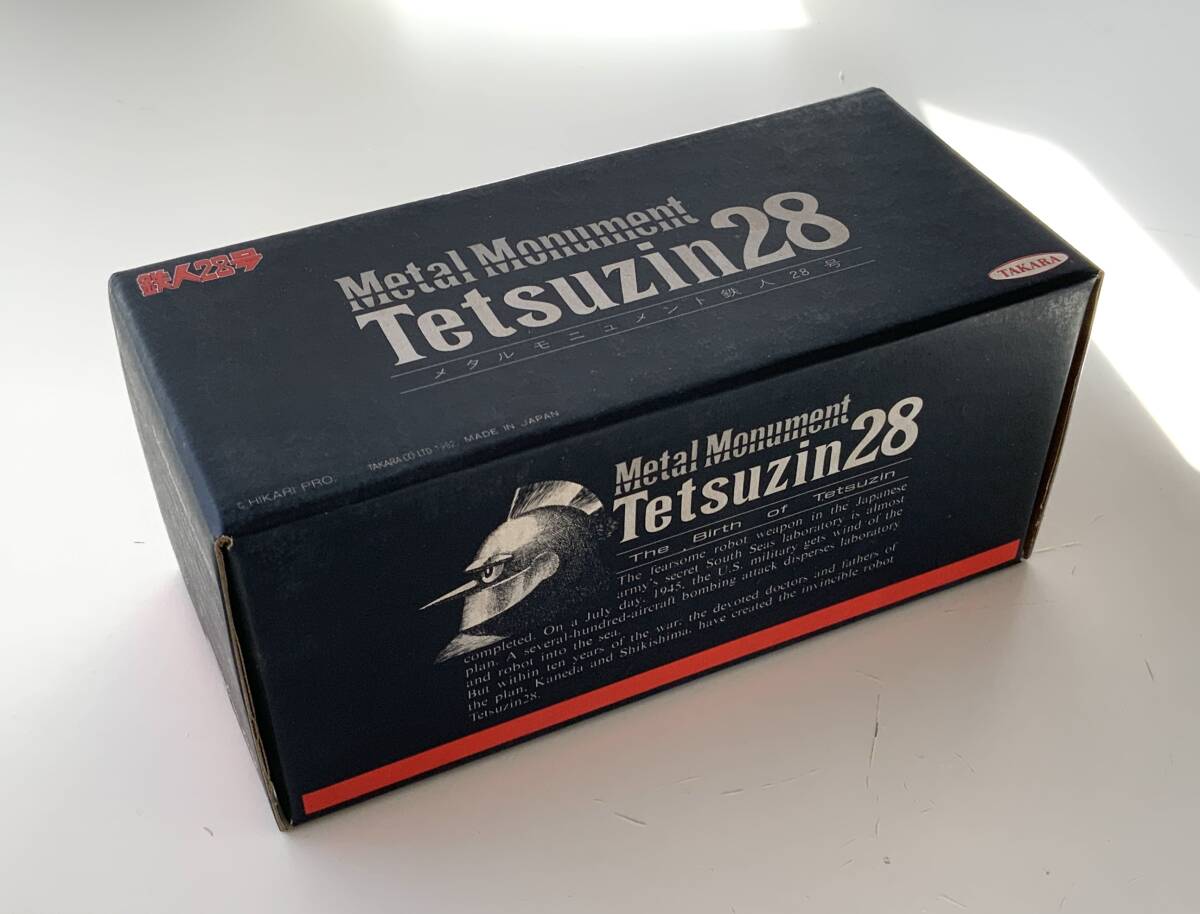 鉄人28号
Metal Monument
Tetsuzin28
メタルモニュメント鉄人28号
TAKARA
© HIKARI PRO. TAKARA CO LTD 1982 MADE IN JAPAN
Metal Monument
Tetsuzin28
The Birth of Tetsuzin
The fearsome robot weapon in the Japanese
army's secret South Seas laboratory is almost
completed. On a July day, 1945, the U.S. military gets wind of the
plan. A several-hundred-aircraft bombing attack disperses laboratory
and robot into the sea.
But within ten years of the war, the devoted doctors and fathers of
the plan, Kaneda and Shikishima, have created the invincible robot
Tetsuzin28.